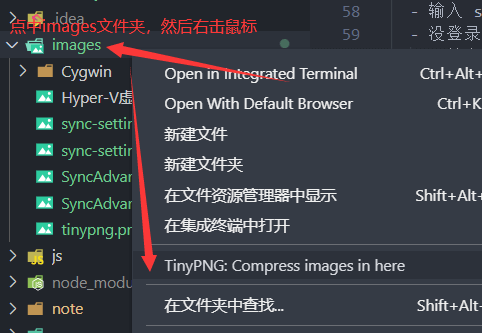 .idea
点中images文件夹，然后右击鼠标
images
Cygwin
Hyper-V虚
sync-settin
sync-settin
SyncAdvan
SyncAdvan
tinypng.pn
js
node_modu
note
58
- 输入 s
59
- 没登录
Open in Integrated Terminal Ctrl+Alt+
Open With Default Browser Ctrl+K
新建文件
新建文件夹
在文件资源管理器中显示 Shift+Alt+
在集成终端中打开
TinyPNG: Compress images in here
在文件夹中查找... Shift+Alt+